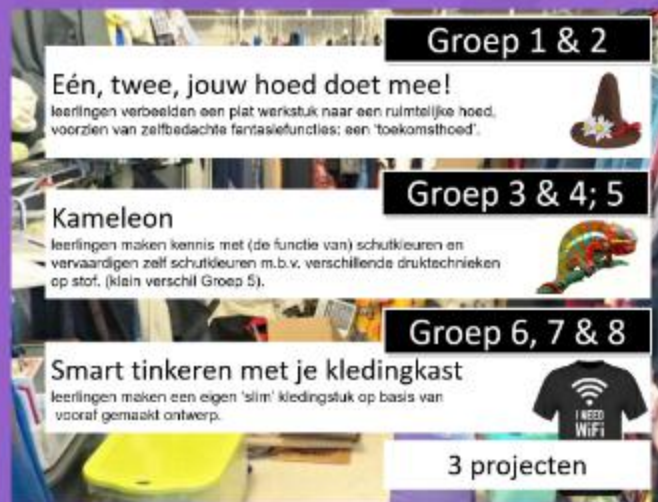 Groep 1 & 2
Eén, twee, jouw hoed doet mee!
leerlingen verbeelden een plat werkstuk naar een ruimtelijke hoed,
voorzien van zelfbedachte fantasiefuncties: een 'toekomsthoed'.
Groep 3 & 4; 5
Kameleon
leerlingen maken kennis met (de functie van) schutkleuren en
vervaardigen zelf schutkleuren m.b.v. verschillende druktechnieken
op stof. (klein verschil Groep 5).
Groep 6, 7 & 8
Smart tinkeren met je kledingkast
leerlingen maken een eigen 'slim' kledingstuk op basis van
vooraf gemaakt ontwerp.
I NEED
WiFi
3 projecten